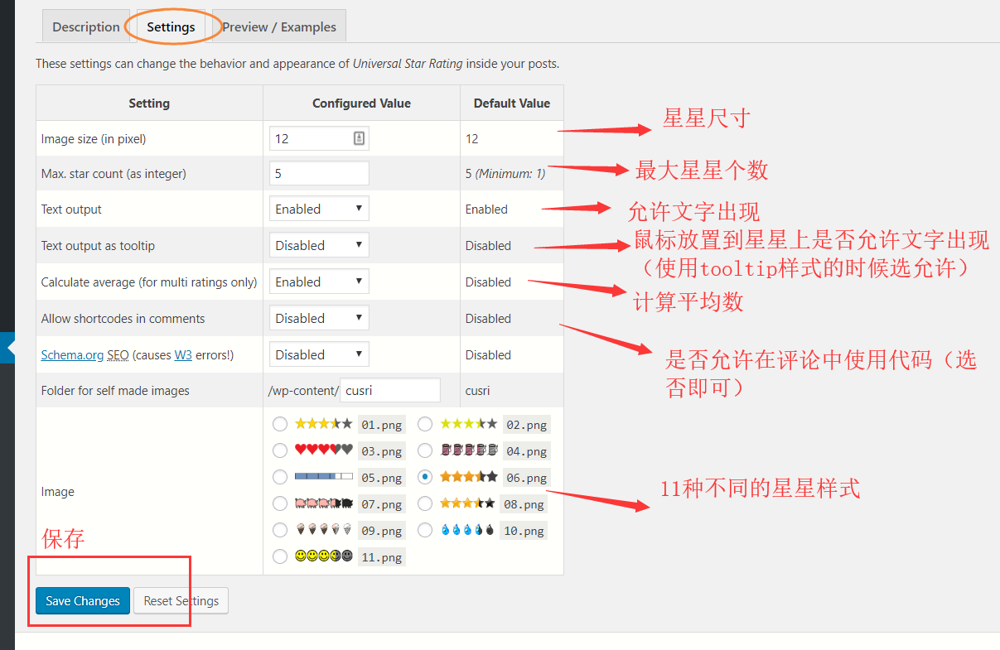 Description Settings Preview / Examples
These settings can change the behavior and appearance of Universal Star Rating inside your posts.
Setting Configured Value Default Value
星星尺寸
Image size (in pixel) 12 12
Max. star count (as integer) 5 5 (Minimum: 1) 最大星星个数
Text output Enabled Enabled 允许文字出现
Text output as tooltip Disabled Disabled 鼠标放置到星星上是否允许文字出现
（使用tooltip样式的时候选允许）
Calculate average (for multi ratings only) Enabled Disabled 计算平均数
Allow shortcodes in comments Disabled Disabled
Schema.org SEO (causes W3 errors!) Disabled Disabled 是否允许在评论中使用代码（选
否即可）
Folder for self made images /wp-content/ cusri cusri
01.png 02.png
03.png 04.png
05.png 06.png
Image 11种不同的星星样式
07.png 08.png
09.png 10.png
保存
11.png
Save Changes Reset Settings